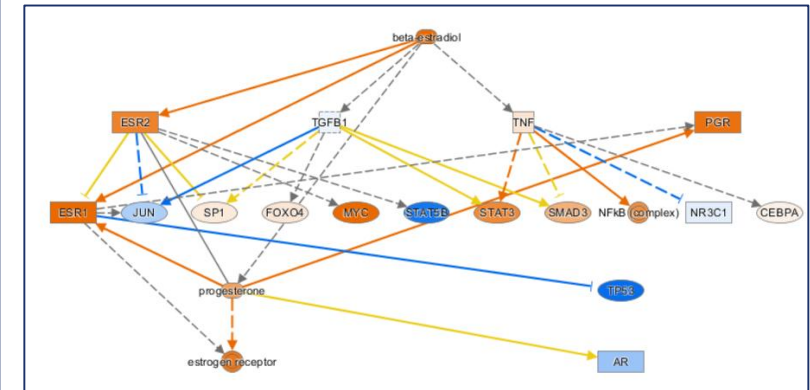 beta-estradiol
ESR2
TGFB1
TNF
PGR
ESR1
JUN
SP1
FOXO4
MYC
STAT5B
STAT3
SMAD3
NFkB (complex)
NR3C1
CEBPA
progesterone
TP53
estrogen receptor
AR